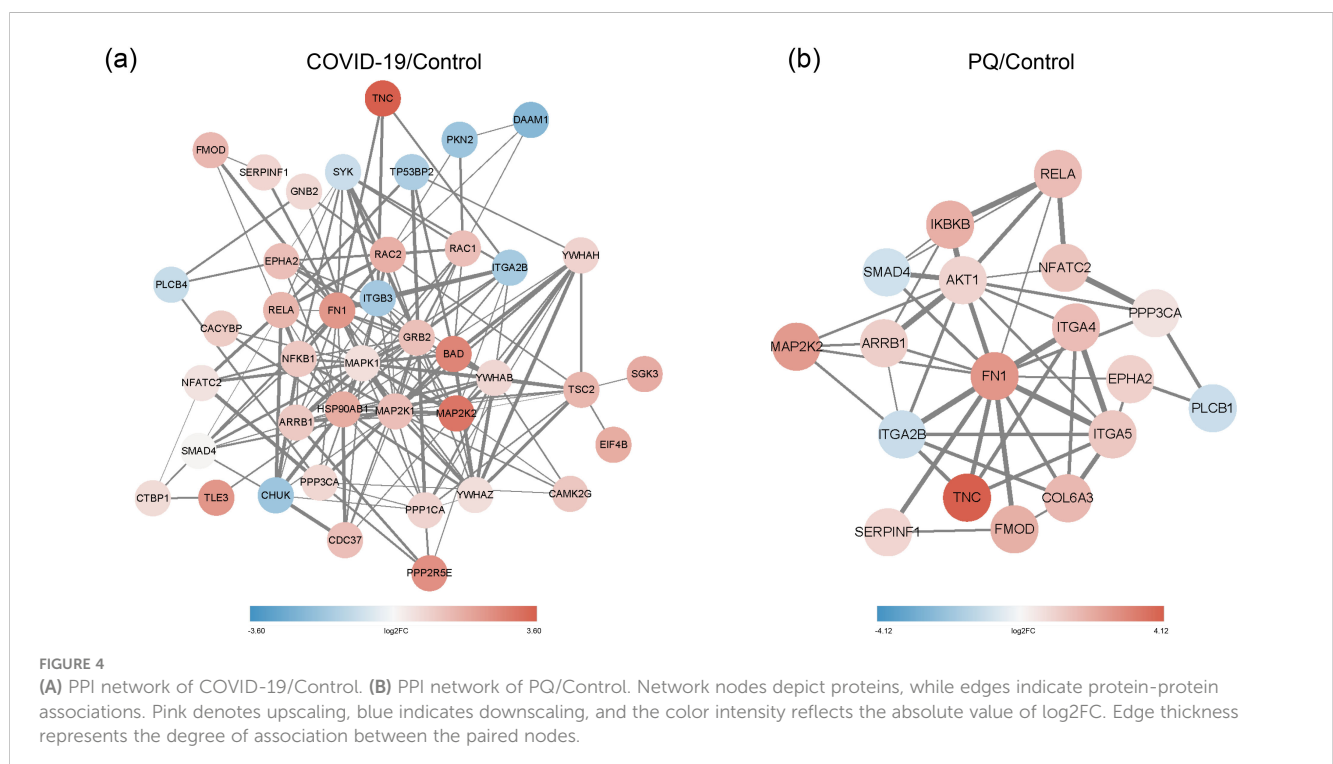 (a)
COVID-19/Control
TNC
DAAM1
PKN2
FMOD
SERPINF1
SYK
TP53BP2
GNB2
RAC2
RAC1
YWHAH
EPHA2
ITGA2B
PLCB4
ITGB3
RELA
FN1
CACYBP
GRB2
NFKB1
MAPK1
BAD
NFATC2
YWHAB
SGK3
TSC2
HSP90AB1
MAP2K1
MAP2K2
ARRB1
EIF4B
SMAD4
PPP3CA
CTBP1
TLE3
CHUK
YWHAZ
CAMK2G
PPP1CA
CDC37
PPP2R5E
-3.60
log2FC
3.60
(b)
PQ/Control
RELA
IKBKB
SMAD4
AKT1
NFATC2
PPP3CA
ITGA4
MAP2K2
ARRB1
FN1
EPHA2
PLCB1
ITGA2B
ITGA5
TNC
COL6A3
SERPINF1
FMOD
-4.12
log2FC
4.12
FIGURE 4
(A) PPI network of COVID-19/Control. (B) PPI network of PQ/Control. Network nodes depict proteins, while edges indicate protein-protein
associations. Pink denotes upscaling, blue indicates downscaling, and the color intensity reflects the absolute value of log2FC. Edge thickness
represents the degree of association between the paired nodes.